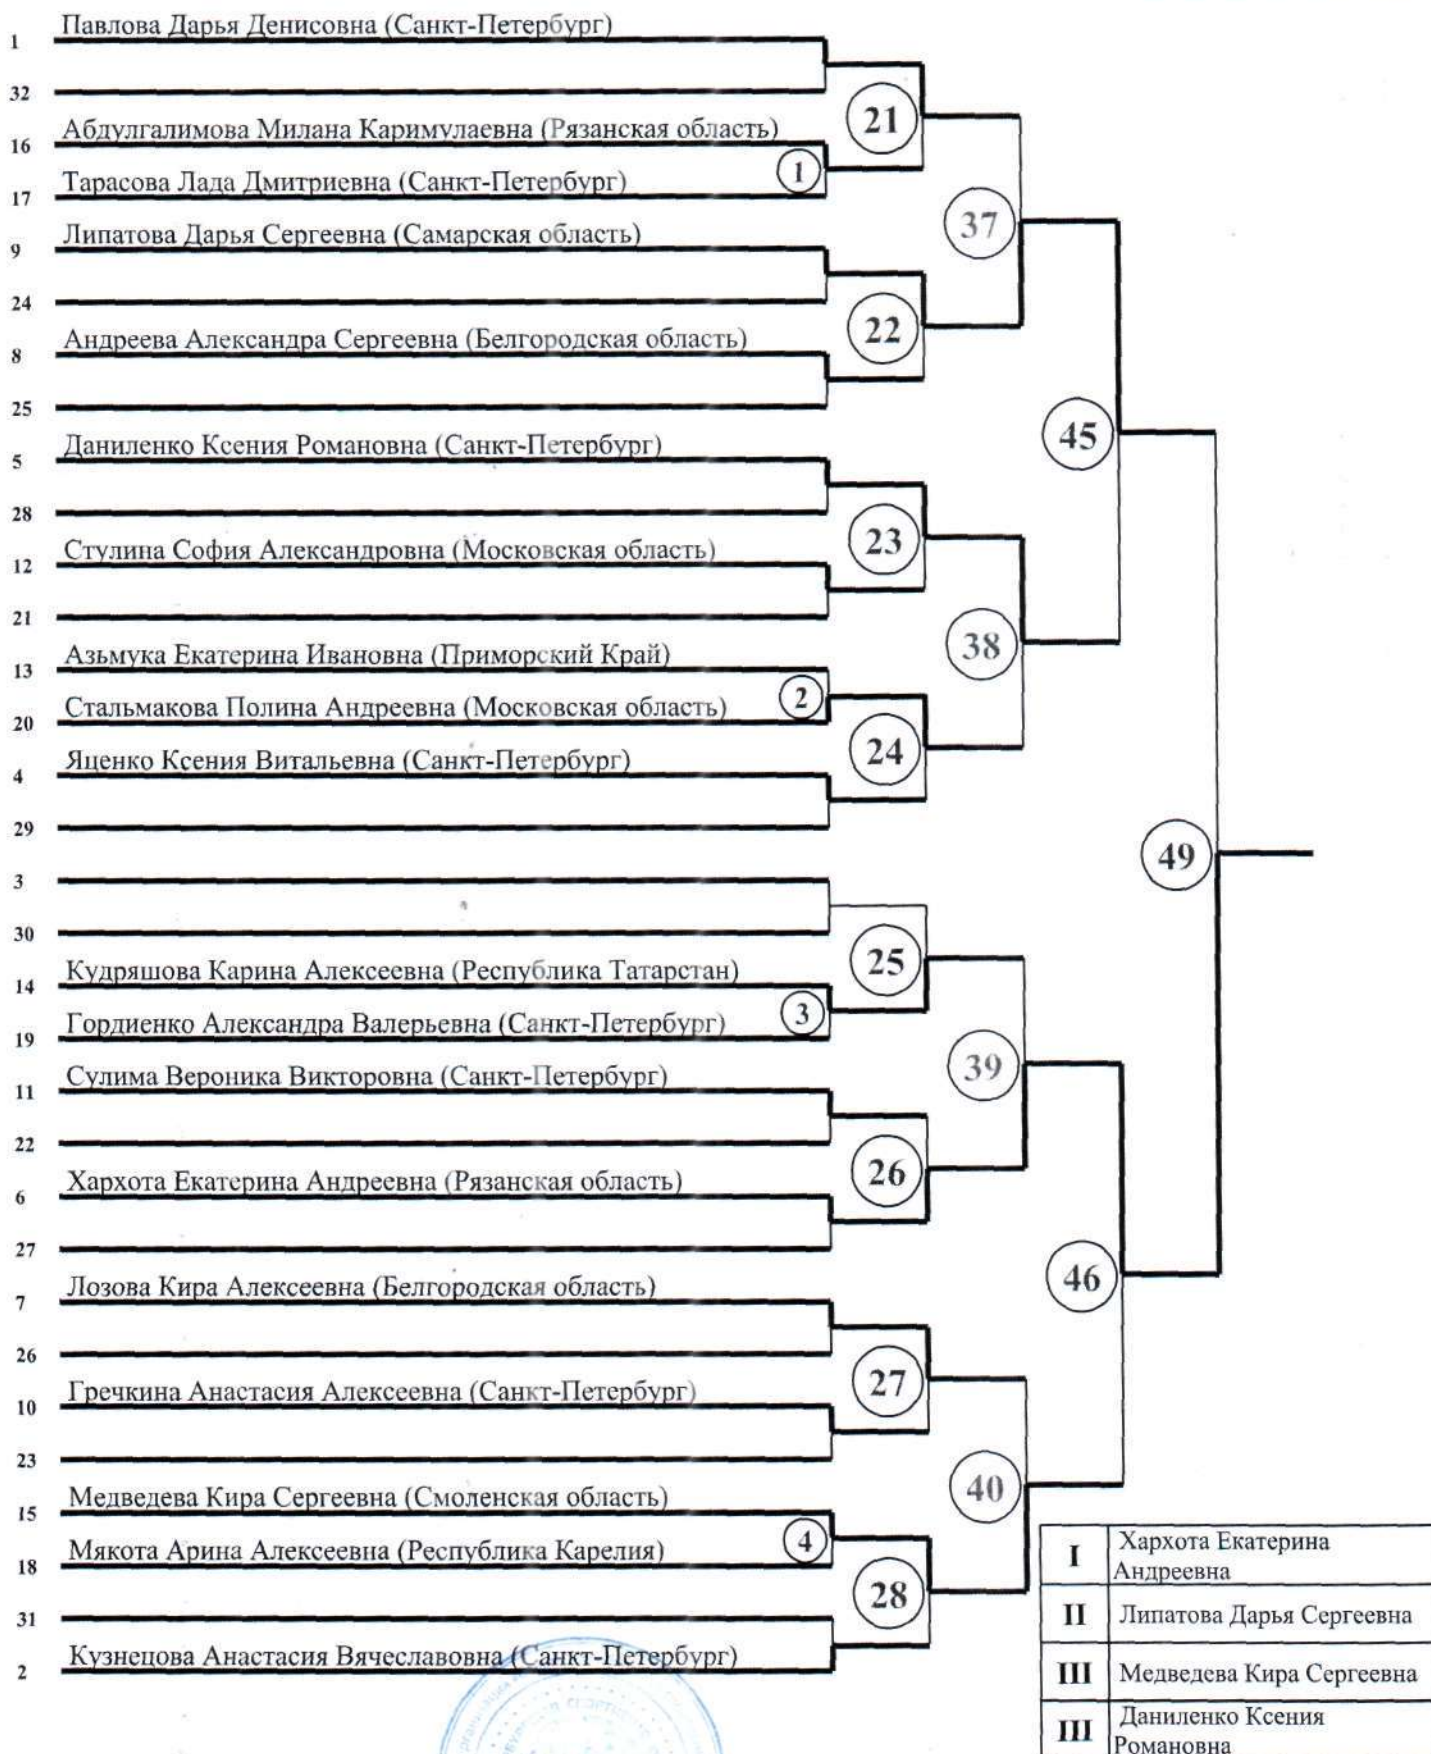 Павлова Дарья Денисовна (Санкт-Петербург)
1
32
21
Абдулгалимова Милана Каримулаевна (Рязанская область)
16
1
Тарасова Лада Дмитриевна (Санкт-Петербург)
17
37
Липатова Дарья Сергеевна (Самарская область)
9
24
22
Андреева Александра Сергеевна (Белгородская область)
8
25
45
Даниленко Ксения Романовна (Санкт-Петербург)
5
28
23
Стулина София Александровна (Московская область)
12
21
38
Азьмука Екатерина Ивановна (Приморский Край)
13
2
Стальмакова Полина Андреевна (Московская область)
20
24
Яценко Ксения Витальевна (Санкт-Петербург)
4
29
49
3
30
25
Кудряшова Карина Алексеевна (Республика Татарстан)
14
3
Гордиенко Александра Валерьевна (Санкт-Петербург)
19
39
Сулима Вероника Викторовна (Санкт-Петербург)
11
22
26
Хархота Екатерина Андреевна (Рязанская область)
6
27
46
Лозова Кира Алексеевна (Белгородская область)
7
26
27
Гречкина Анастасия Алексеевна (Санкт-Петербург)
10
23
40
Медведева Кира Сергеевна (Смоленская область)
15
4
Мякота Арина Алексеевна (Республика Карелия)
18
28
31
Кузнецова Анастасия Вячеславовна (Санкт-Петербург)
2
I Хархота Екатерина
Андреевна
II Липатова Дарья Сергеевна
III Медведева Кира Сергеевна
III Даниленко Ксения
Романовна